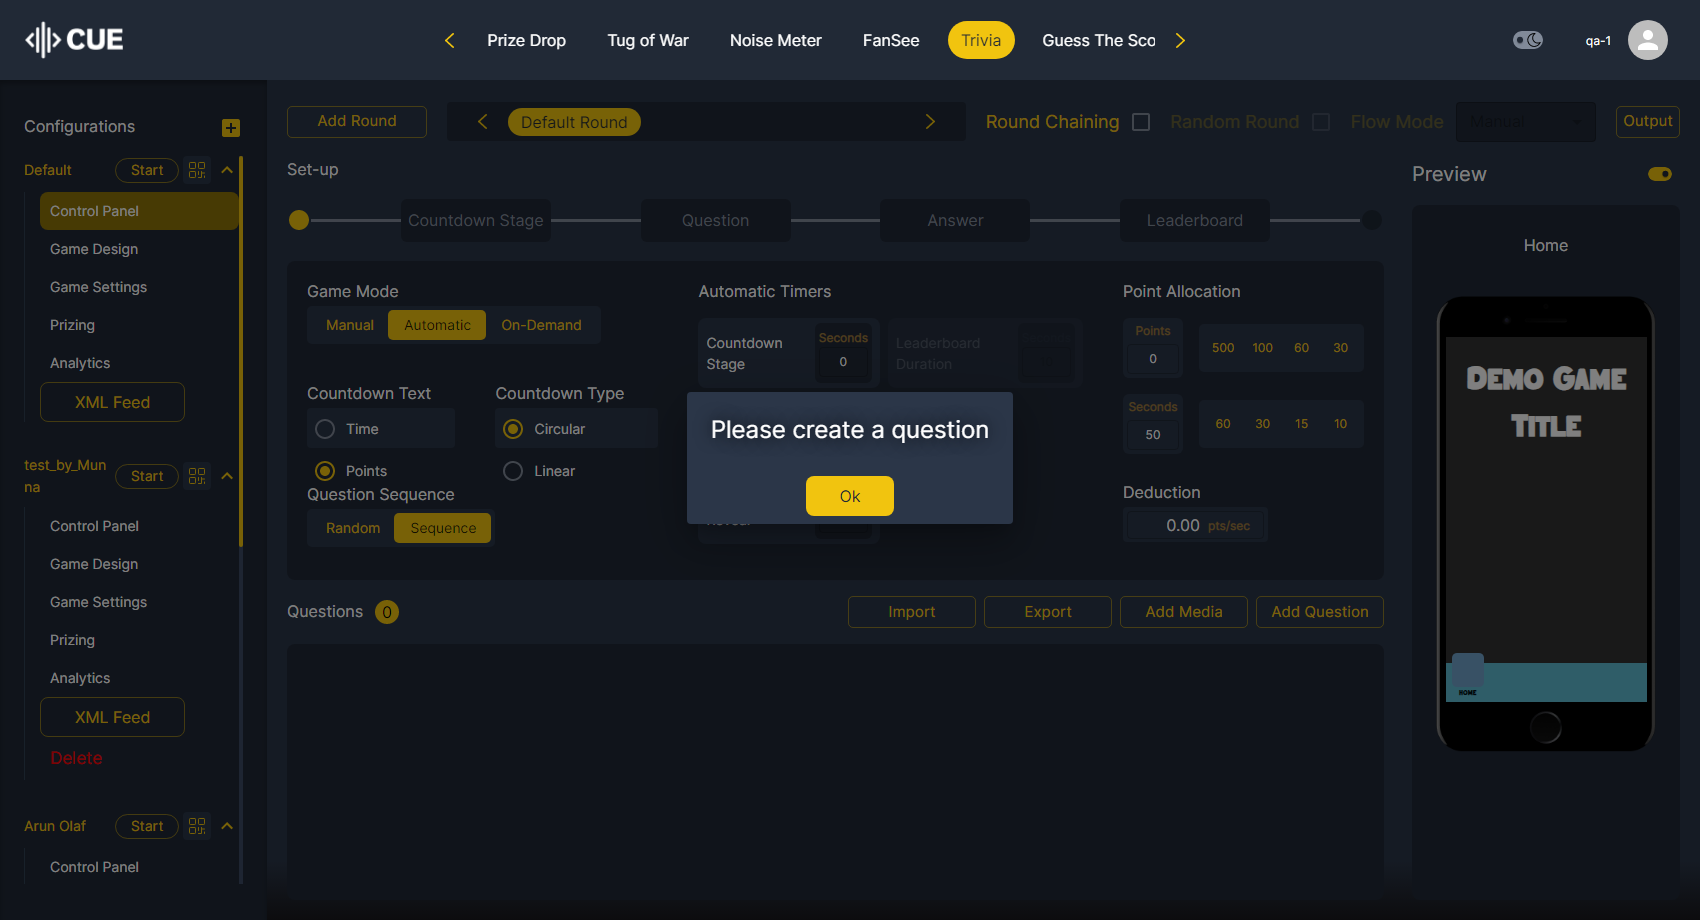 CUE
Prize Drop
Tug of War
Noise Meter
FanSee
Trivia
Guess The Sco
qa-1
Configurations
Default
Start
Control Panel
Game Design
Game Settings
Prizing
Analytics
XML Feed
test_by_Mun
na
Start
Control Panel
Game Design
Game Settings
Prizing
Analytics
XML Feed
Delete
Arun Olaf
Start
Control Panel
Add Round
Default Round
Round Chaining
Random Round
Flow Mode
Manual
Output
Set-up
Countdown Stage
Question
Answer
Leaderboard
Game Mode
Manual
Automatic
On-Demand
Countdown Text
Time
Points
Countdown Type
Circular
Linear
Question Sequence
Random
Sequence
Automatic Timers
Countdown
Stage
Seconds
0
Leaderboard
Duration
Point Allocation
Points
0
500
100
60
30
Seconds
50
60
30
15
10
Deduction
0.00 pts/sec
Please create a question
Ok
Questions 0
Import
Export
Add Media
Add Question
Preview
Home
Demo Game
Title
HOME